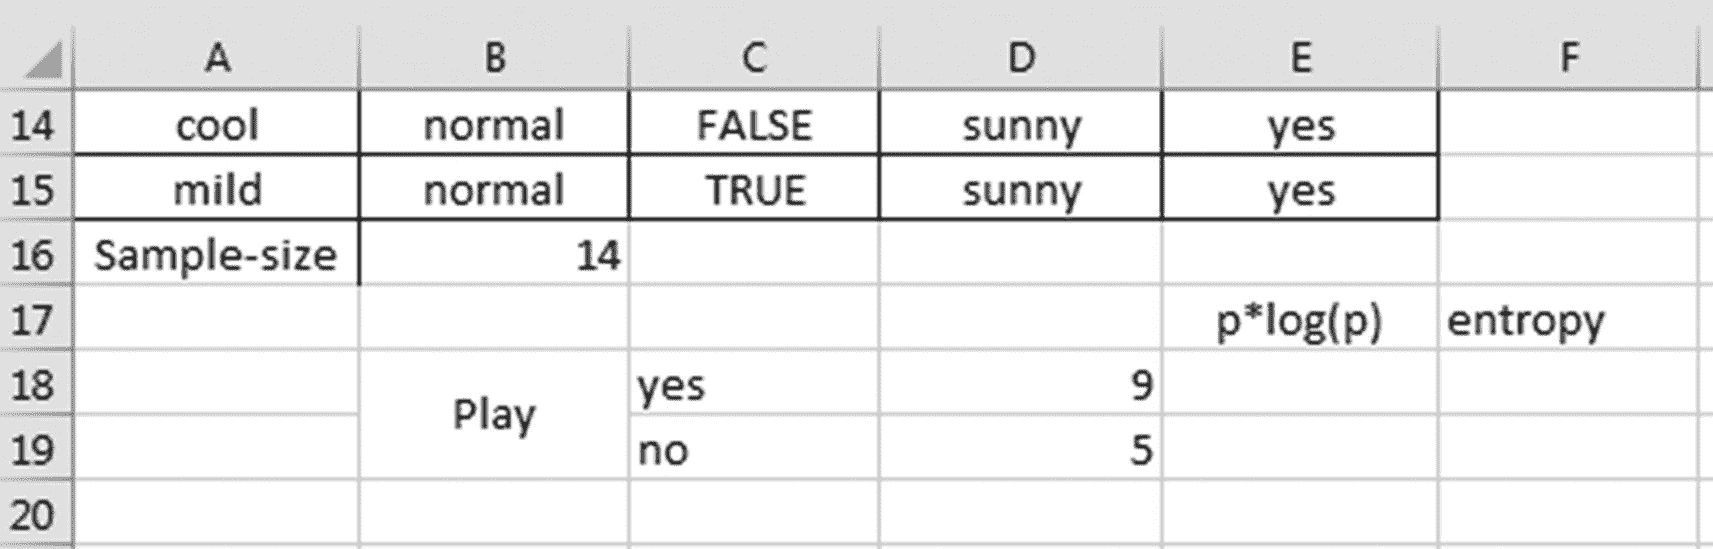 A B C D E F
14 cool normal FALSE sunny yes
15 mild normal TRUE sunny yes
16 Sample-size 14
17 p*log(p) entropy
18 Play yes 9
19 no 5
20